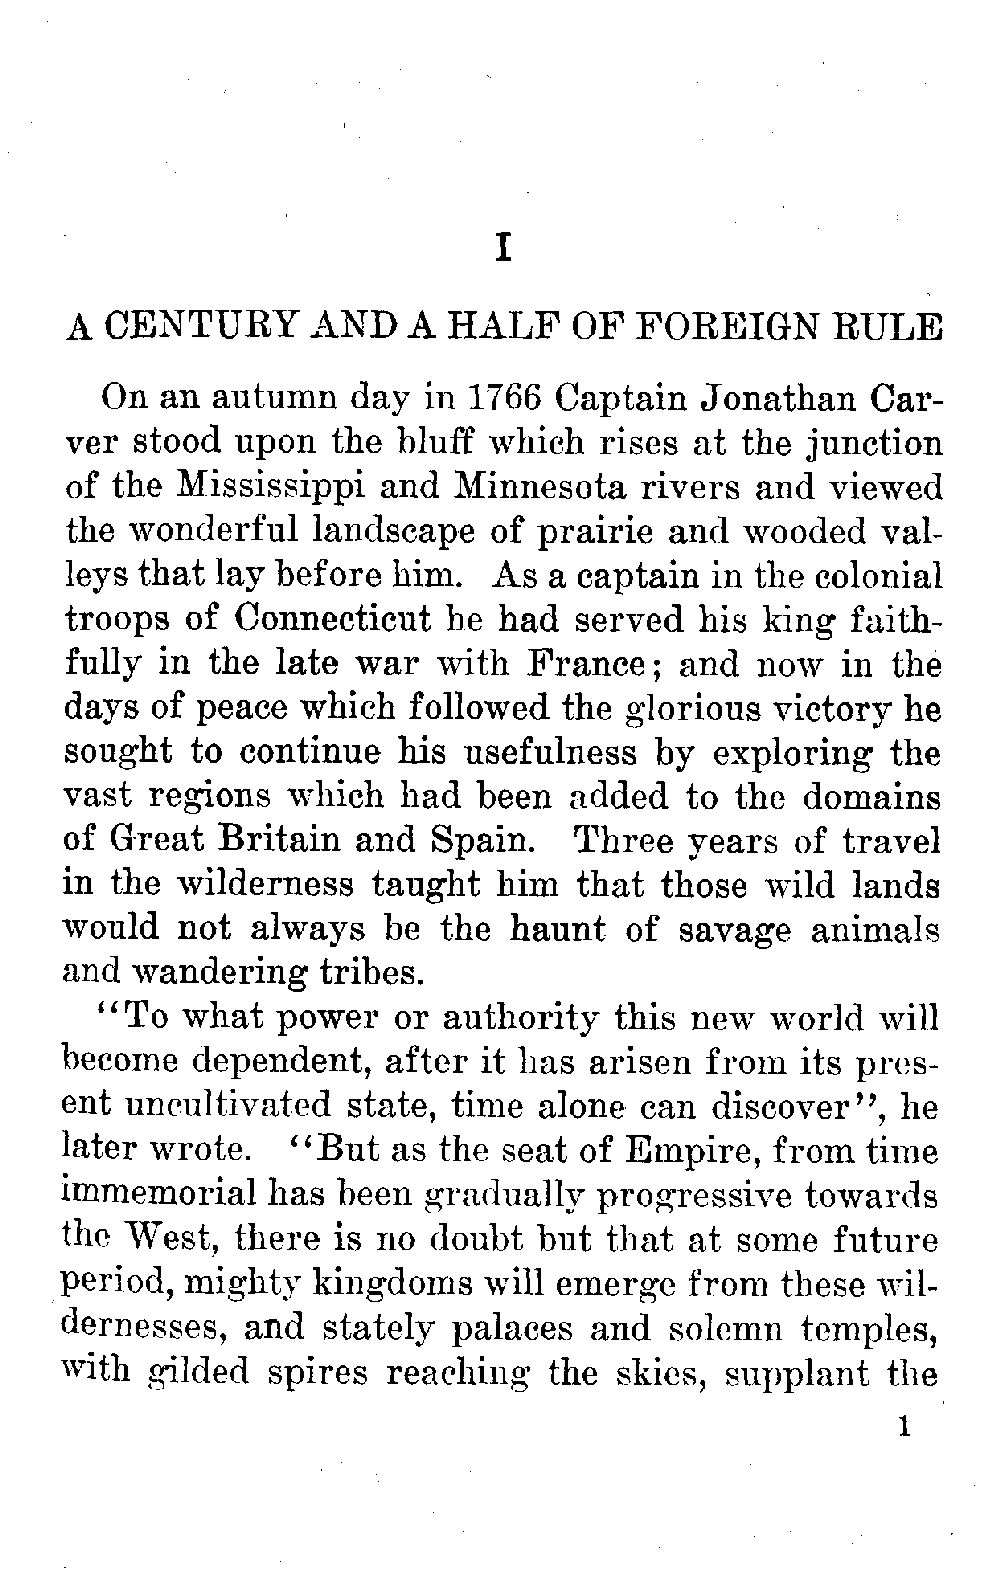 I
A CENTURY AND A HALF OF FOREIGN RULE
On an autumn day in 1766 Captain Jonathan Car-
ver stood upon the bluff which rises at the junction
of the Mississippi and Minnesota rivers and viewed
the wonderful landscape of prairie and wooded val-
leys that lay before him. As a captain in the colonial
troops of Connecticut he had served his king faith-
fully in the late war with France; and now in the
days of peace which followed the glorious victory he
sought to continue his usefulness by exploring the
vast regions which had been added to the domains
of Great Britain and Spain. Three years of travel
in the wilderness taught him that those wild lands
would not always be the haunt of savage animals
and wandering tribes.
"To what power or authority this new world will
become dependent, after it has arisen from its pres-
ent uncultivated state, time alone can discover", he
later wrote. "But as the seat of Empire, from time
immemorial has been gradually progressive towards
the West, there is no doubt but that at some future
period, mighty kingdoms will emerge from these wil-
dernesses, and stately palaces and solemn temples,
with gilded spires reaching the skies, supplant the
1